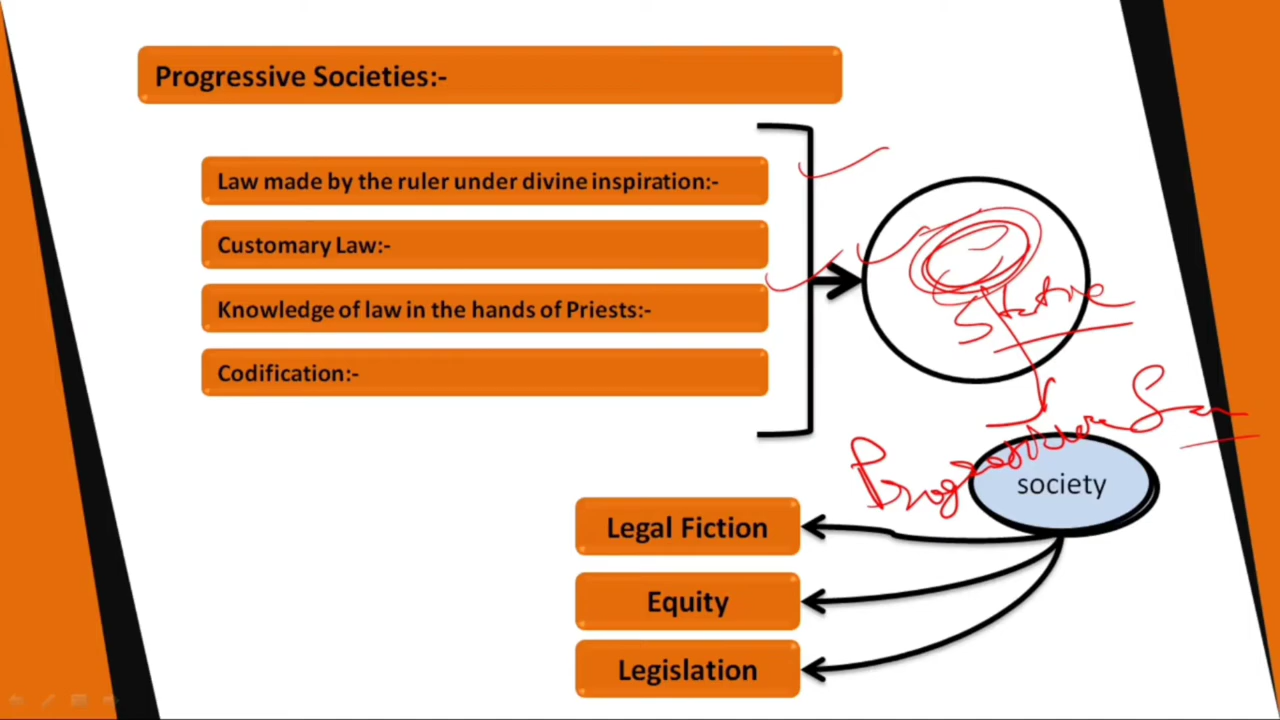 Progressive Societies:-
Law made by the ruler under divine inspiration:-
Customary Law:-
Knowledge of law in the hands of Priests:-
Codification:-
society
Legal Fiction
Equity
Legislation